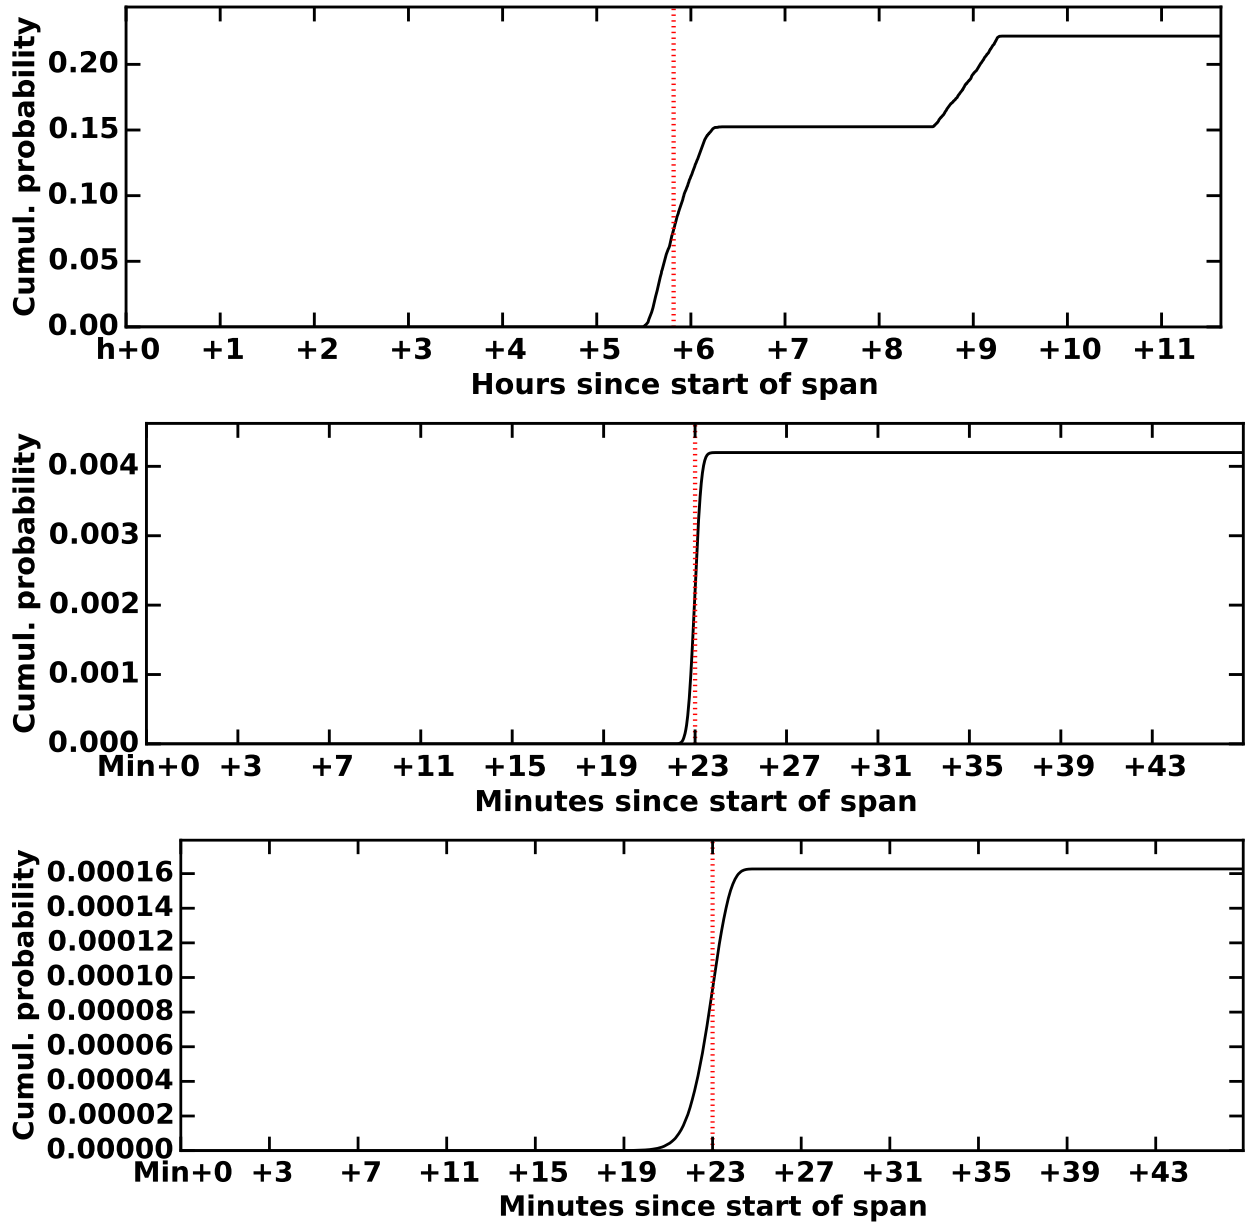 Cumul. probability
0.20
0.15
0.10
0.05
0.00
h+0 +1 +2 +3 +4 +5 +6 +7 +8 +9 +10 +11
Hours since start of span
Cumul. probability
0.004
0.003
0.002
0.001
0.000
Min+0 +3 +7 +11 +15 +19 +23 +27 +31 +35 +39 +43
Minutes since start of span
Cumul. probability
0.00016
0.00014
0.00012
0.00010
0.00008
0.00006
0.00004
0.00002
0.00000
Min+0 +3 +7 +11 +15 +19 +23 +27 +31 +35 +39 +43
Minutes since start of span